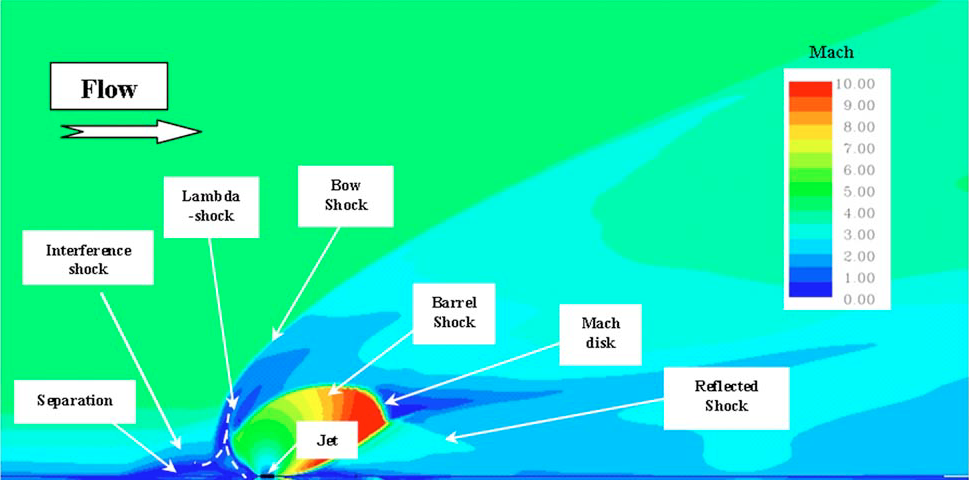 Mach
Flow
10.00
9.00
8.00
7.00
6.00
5.00
4.00
3.00
2.00
1.00
0.00
Bow
Shock
Lambda
-shock
Interference
shock
Barrel
Shock
Mach
disk
Reflected
Shock
Separation
Jet